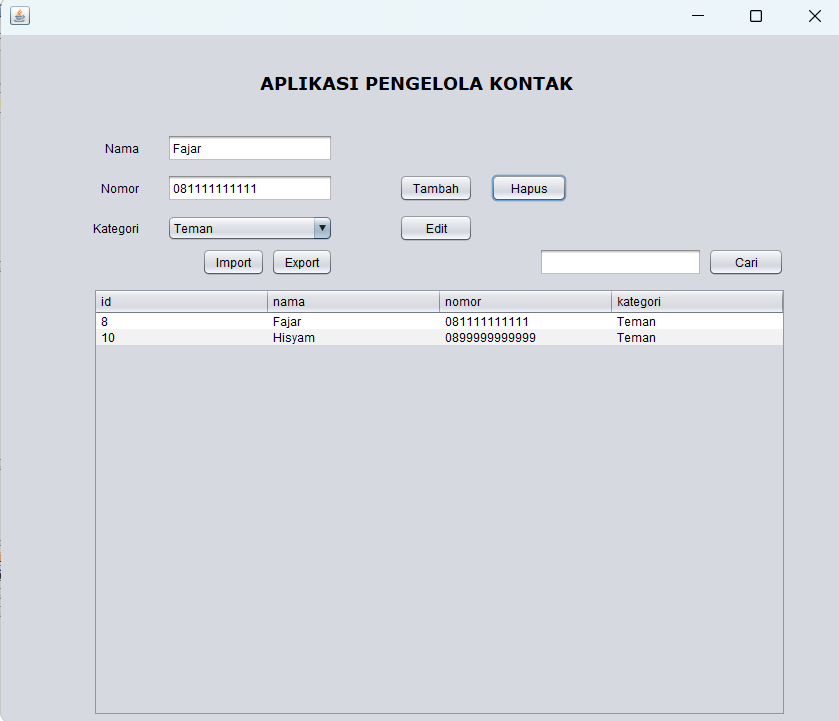 APLIKASI PENGELOLA KONTAK
Nama Fajar
Nomor 081111111111 Tambah Hapus
Kategori Teman Edit
Import Export Cari
id nama nomor kategori
8 Fajar 081111111111 Teman
10 Hisyam 0899999999999 Teman